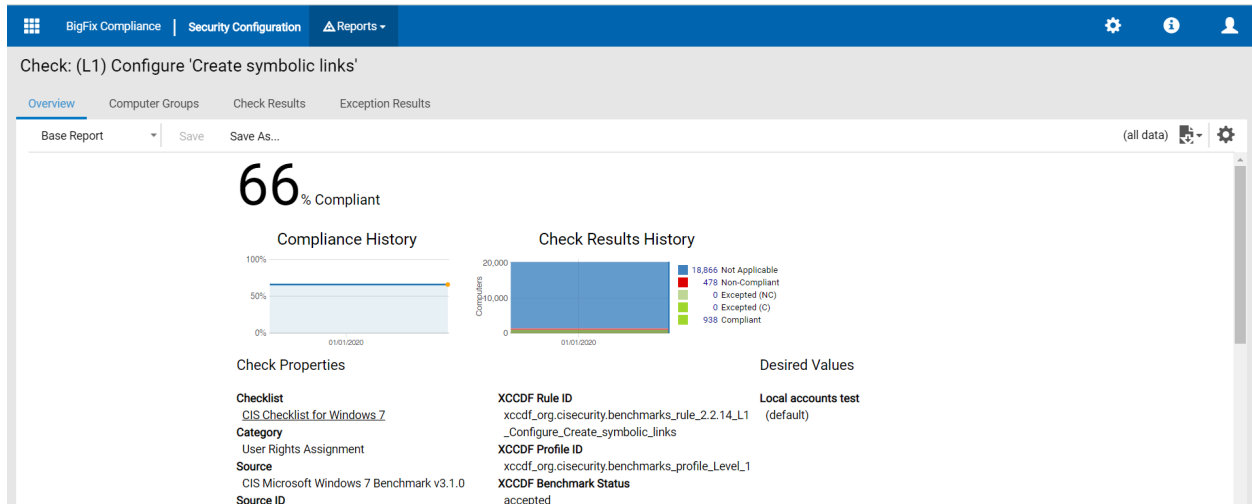 BigFix Compliance | Security Configuration Reports
Check: (L1) Configure 'Create symbolic links'
Overview Computer Groups Check Results Exception Results
Base Report Save Save As... (all data)
66% Compliant
Compliance History
100%
50%
0%
01/01/2020
Check Results History
Computers
20,000
10,000
0
01/01/2020
18,866 Not Applicable
478 Non-Compliant
0 Excepted (NC)
0 Excepted (C)
938 Compliant
Check Properties
Checklist
CIS Checklist for Windows 7
Category
User Rights Assignment
Source
CIS Microsoft Windows 7 Benchmark v3.1.0
Source ID
XCCDF Rule ID
xccdf_org.cisecurity.benchmarks_rule_2.2.14_L1
_Configure_Create_symbolic_links
XCCDF Profile ID
xccdf_org.cisecurity.benchmarks_profile_Level_1
XCCDF Benchmark Status
accepted
Desired Values
Local accounts test
(default)